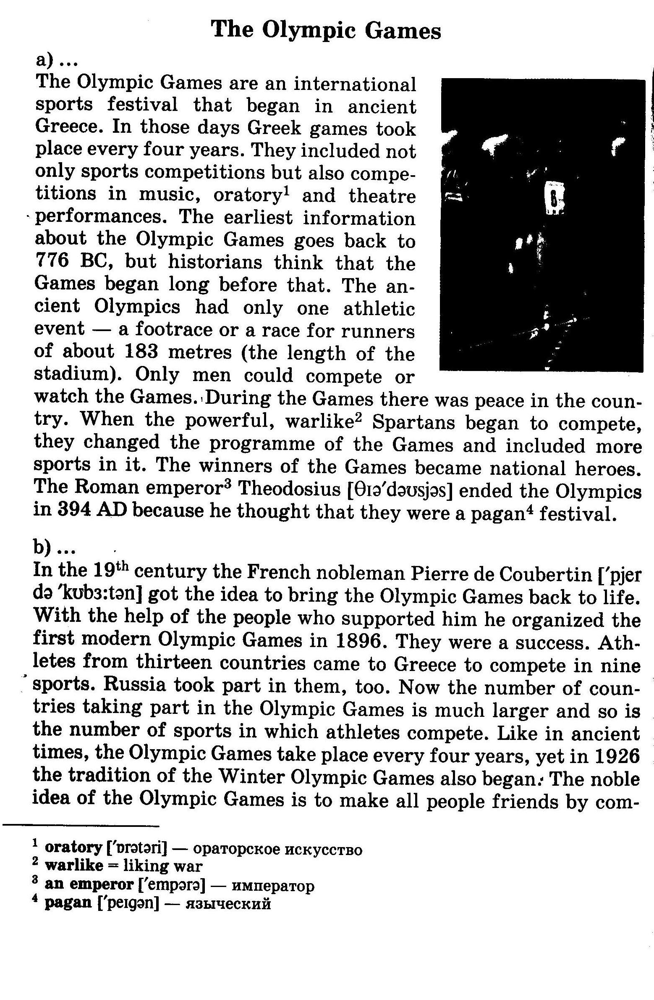 The Olympic Games
a) ...
The Olympic Games are an international
sports festival that began in ancient
Greece. In those days Greek games took
place every four years. They included not
only sports competitions but also compe-
titions in music, oratory¹ and theatre
performances. The earliest information
about the Olympic Games goes back to
776 BC, but historians think that the
Games began long before that. The an-
cient Olympics had only one athletic
event — a footrace or a race for runners
of about 183 metres (the length of the
stadium). Only men could compete or
watch the Games. During the Games there was peace in the coun-
try. When the powerful, warlike² Spartans began to compete,
they changed the programme of the Games and included more
sports in it. The winners of the Games became national heroes.
The Roman emperor³ Theodosius [θɪə'dəʊsjəs] ended the Olympics
in 394 AD because he thought that they were a pagan⁴ festival.
b) ...
In the 19th century the French nobleman Pierre de Coubertin ['pjer
də 'kʊbɜ:tən] got the idea to bring the Olympic Games back to life.
With the help of the people who supported him he organized the
first modern Olympic Games in 1896. They were a success. Ath-
letes from thirteen countries came to Greece to compete in nine
sports. Russia took part in them, too. Now the number of coun-
tries taking part in the Olympic Games is much larger and so is
the number of sports in which athletes compete. Like in ancient
times, the Olympic Games take place every four years, yet in 1926
the tradition of the Winter Olympic Games also began. The noble
idea of the Olympic Games is to make all people friends by com-
¹ oratory ['ɒrətəri] — ораторское искусство
² warlike = liking war
³ an emperor ['empərə] — император
⁴ pagan ['peɪgən] — языческий
6